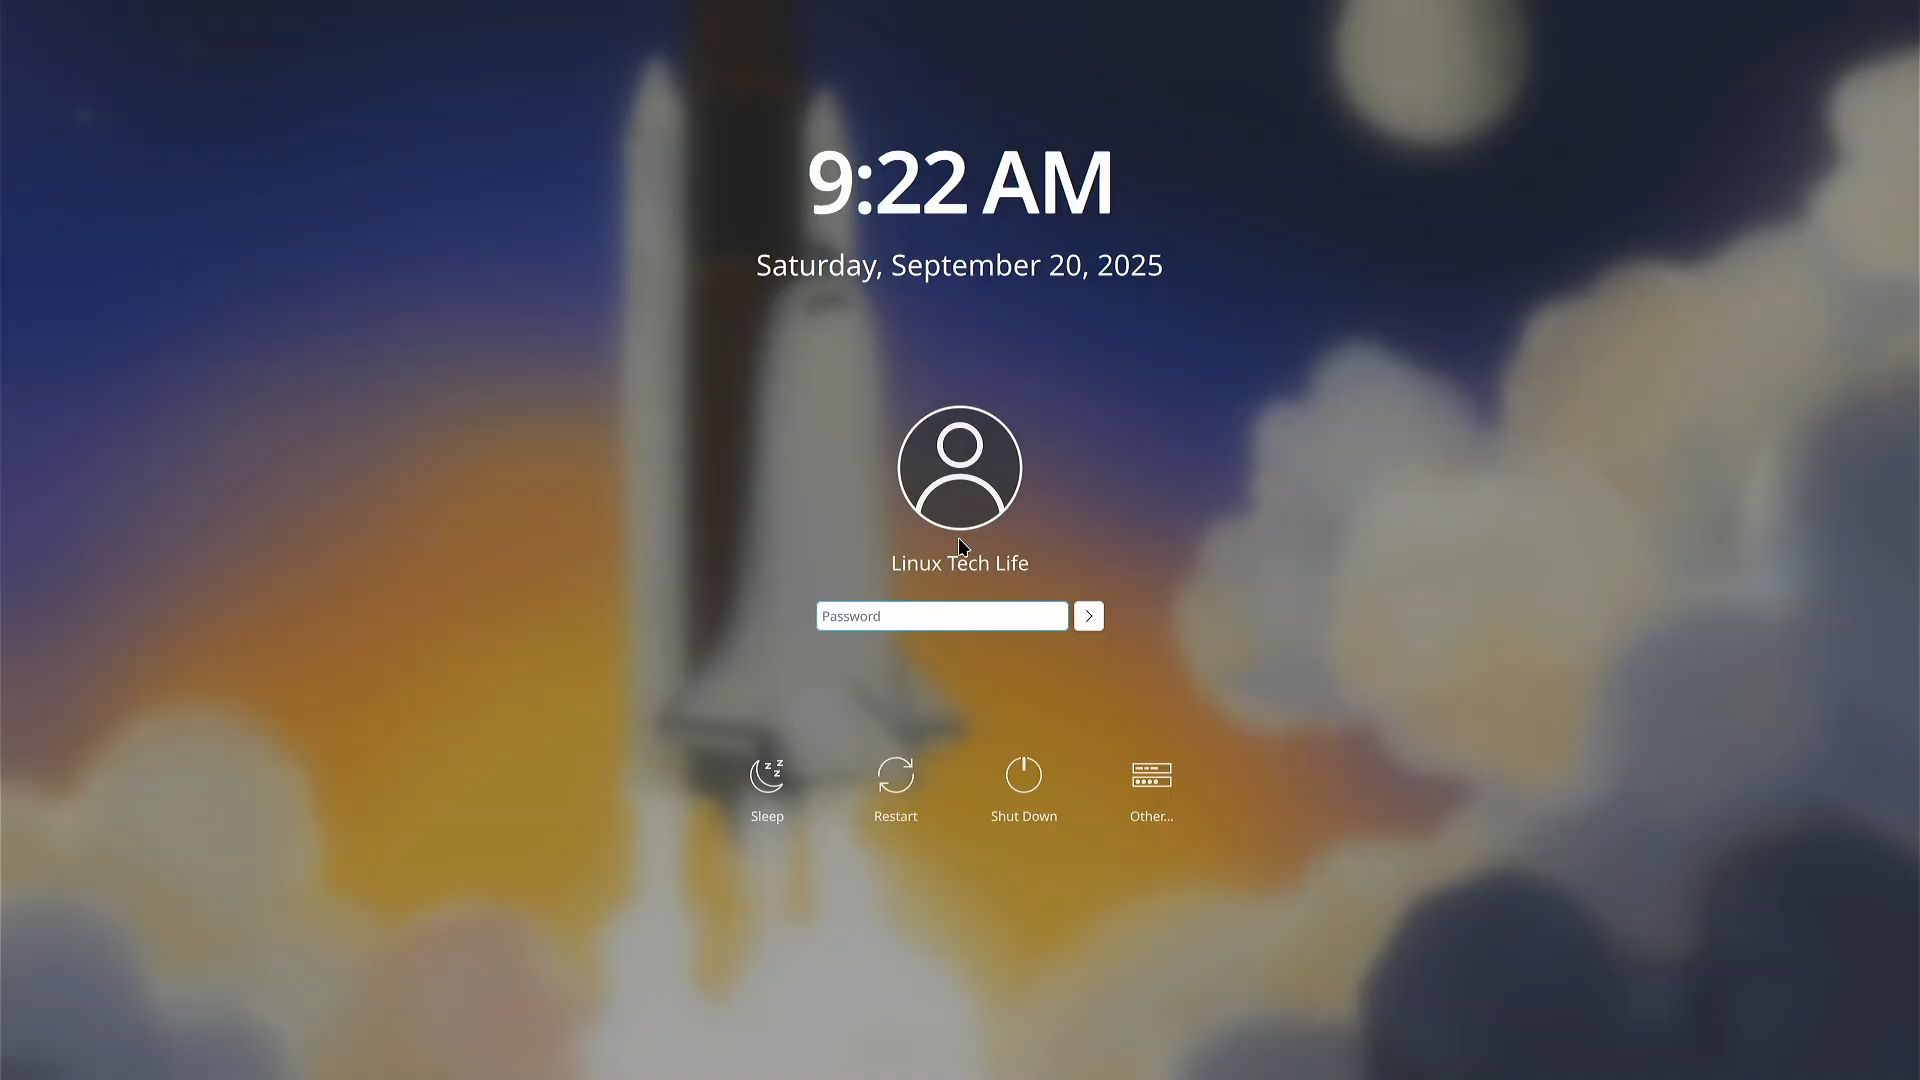 9:22 AM
Saturday, September 20, 2025
Linux Tech Life
Password
Sleep
Restart
Shut Down
Other...